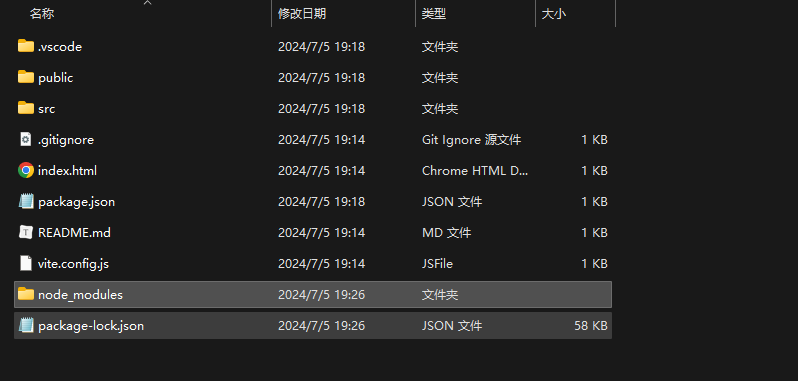 名称 修改日期 类型 大小
.vscode 2024/7/5 19:18 文件夹
public 2024/7/5 19:18 文件夹
src 2024/7/5 19:18 文件夹
.gitignore 2024/7/5 19:14 Git Ignore 源文件 1 KB
index.html 2024/7/5 19:14 Chrome HTML D... 1 KB
package.json 2024/7/5 19:18 JSON 文件 1 KB
README.md 2024/7/5 19:14 MD 文件 1 KB
vite.config.js 2024/7/5 19:14 JSFile 1 KB
node_modules 2024/7/5 19:26 文件夹
package-lock.json 2024/7/5 19:26 JSON 文件 58 KB